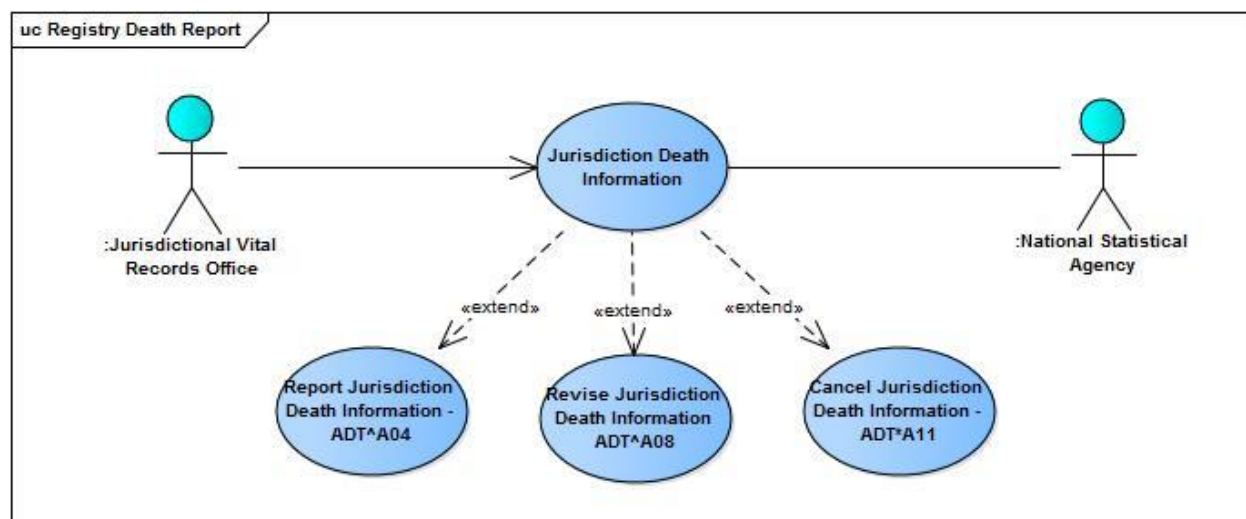 uc Registry Death Report
Jurisdiction Death
Information
:Jurisdictional Vital
Records Office
:National Statistical
Agency
«extend»
«extend»
«extend»
Report Jurisdiction
Death Information -
ADT^A04
Revise Jurisdiction
Death Information
ADT^A08
Cancel Jurisdiction
Death Information -
ADT*A11